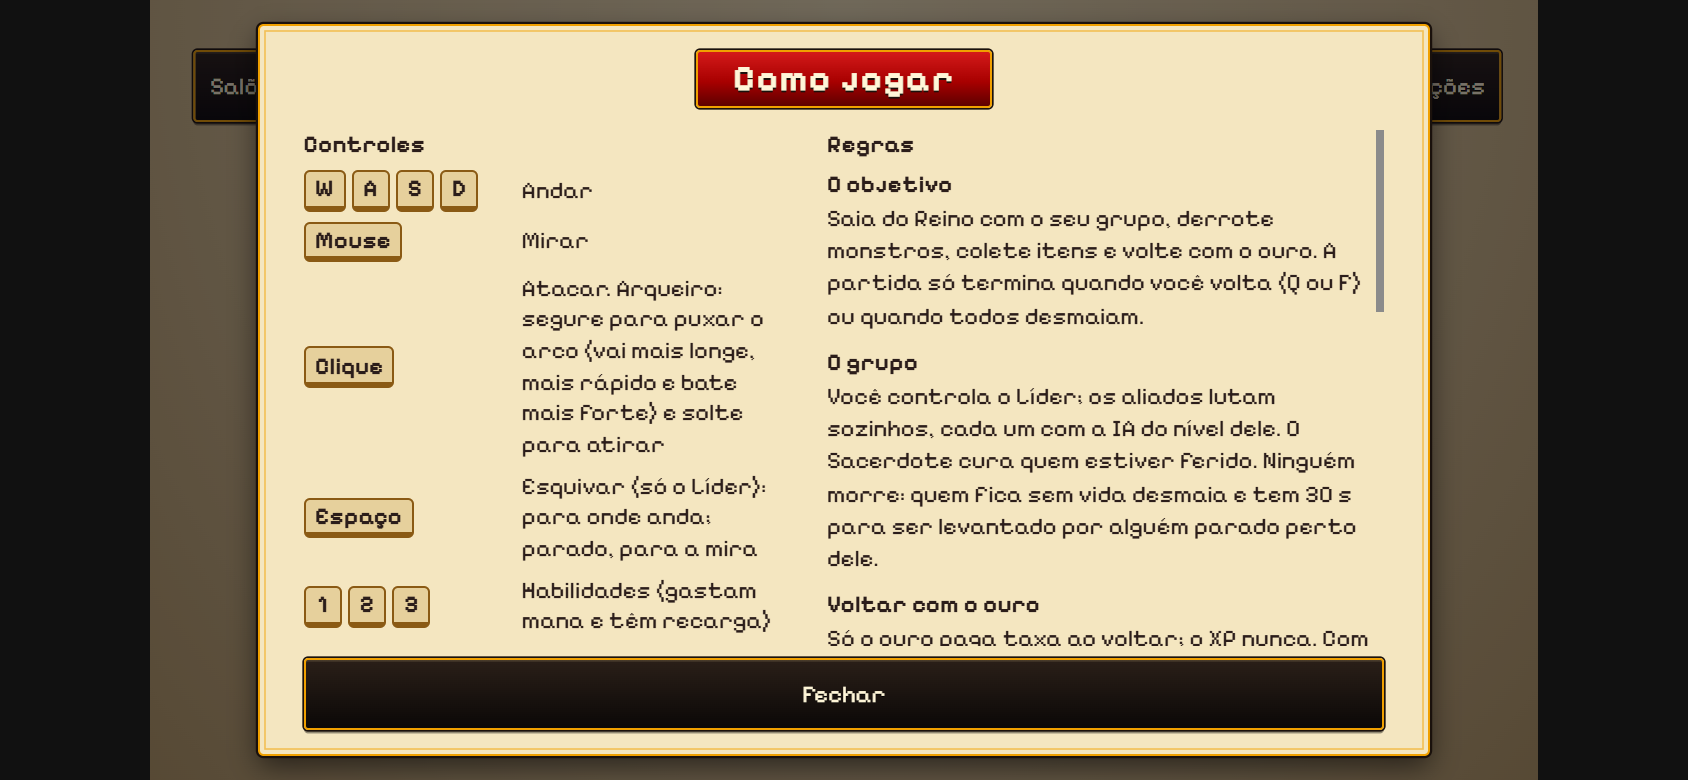 Salõ
ções
Como Jogar
Controles
W A S D
Andar
Mouse
Mirar
Clique
Atacar. Arqueiro:
segure para puxar o
arco (vai mais longe,
mais rápido e bate
mais forte) e solte
para atirar
Espaço
Esquivar (só o Líder):
para onde anda;
parado, para a mira
1 2 3
Habilidades (gastam
mana e têm recarga)
Regras
O objetivo
Saia do Reino com o seu grupo, derrote
monstros, colete itens e volte com o ouro. A
partida só termina quando você volta (Q ou F)
ou quando todos desmaiam.
O grupo
Você controla o Líder; os aliados lutam
sozinhos, cada um com a IA do nível dele. O
Sacerdote cura quem estiver ferido. Ninguém
morre: quem fica sem vida desmaia e tem 30 s
para ser levantado por alguém parado perto
dele.
Voltar com o ouro
Só o ouro paga taxa ao voltar; o XP nunca. Com
Fechar